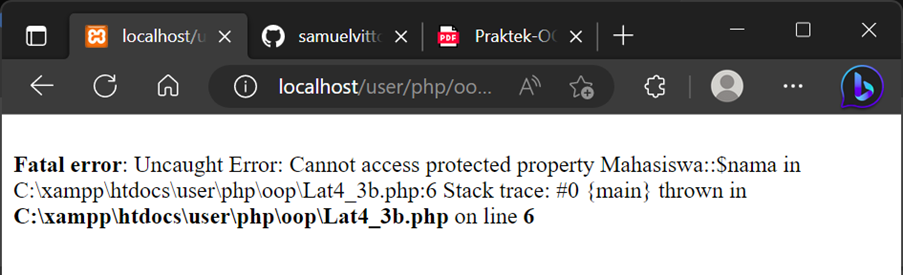 localhost/u
samuelvitto
Praktek-OO
localhost/user/php/oo...
Fatal error: Uncaught Error: Cannot access protected property Mahasiswa::$nama in
C:\xampp\htdocs\user\php\oop\Lat4_3b.php:6 Stack trace: #0 {main} thrown in
C:\xampp\htdocs\user\php\oop\Lat4_3b.php on line 6